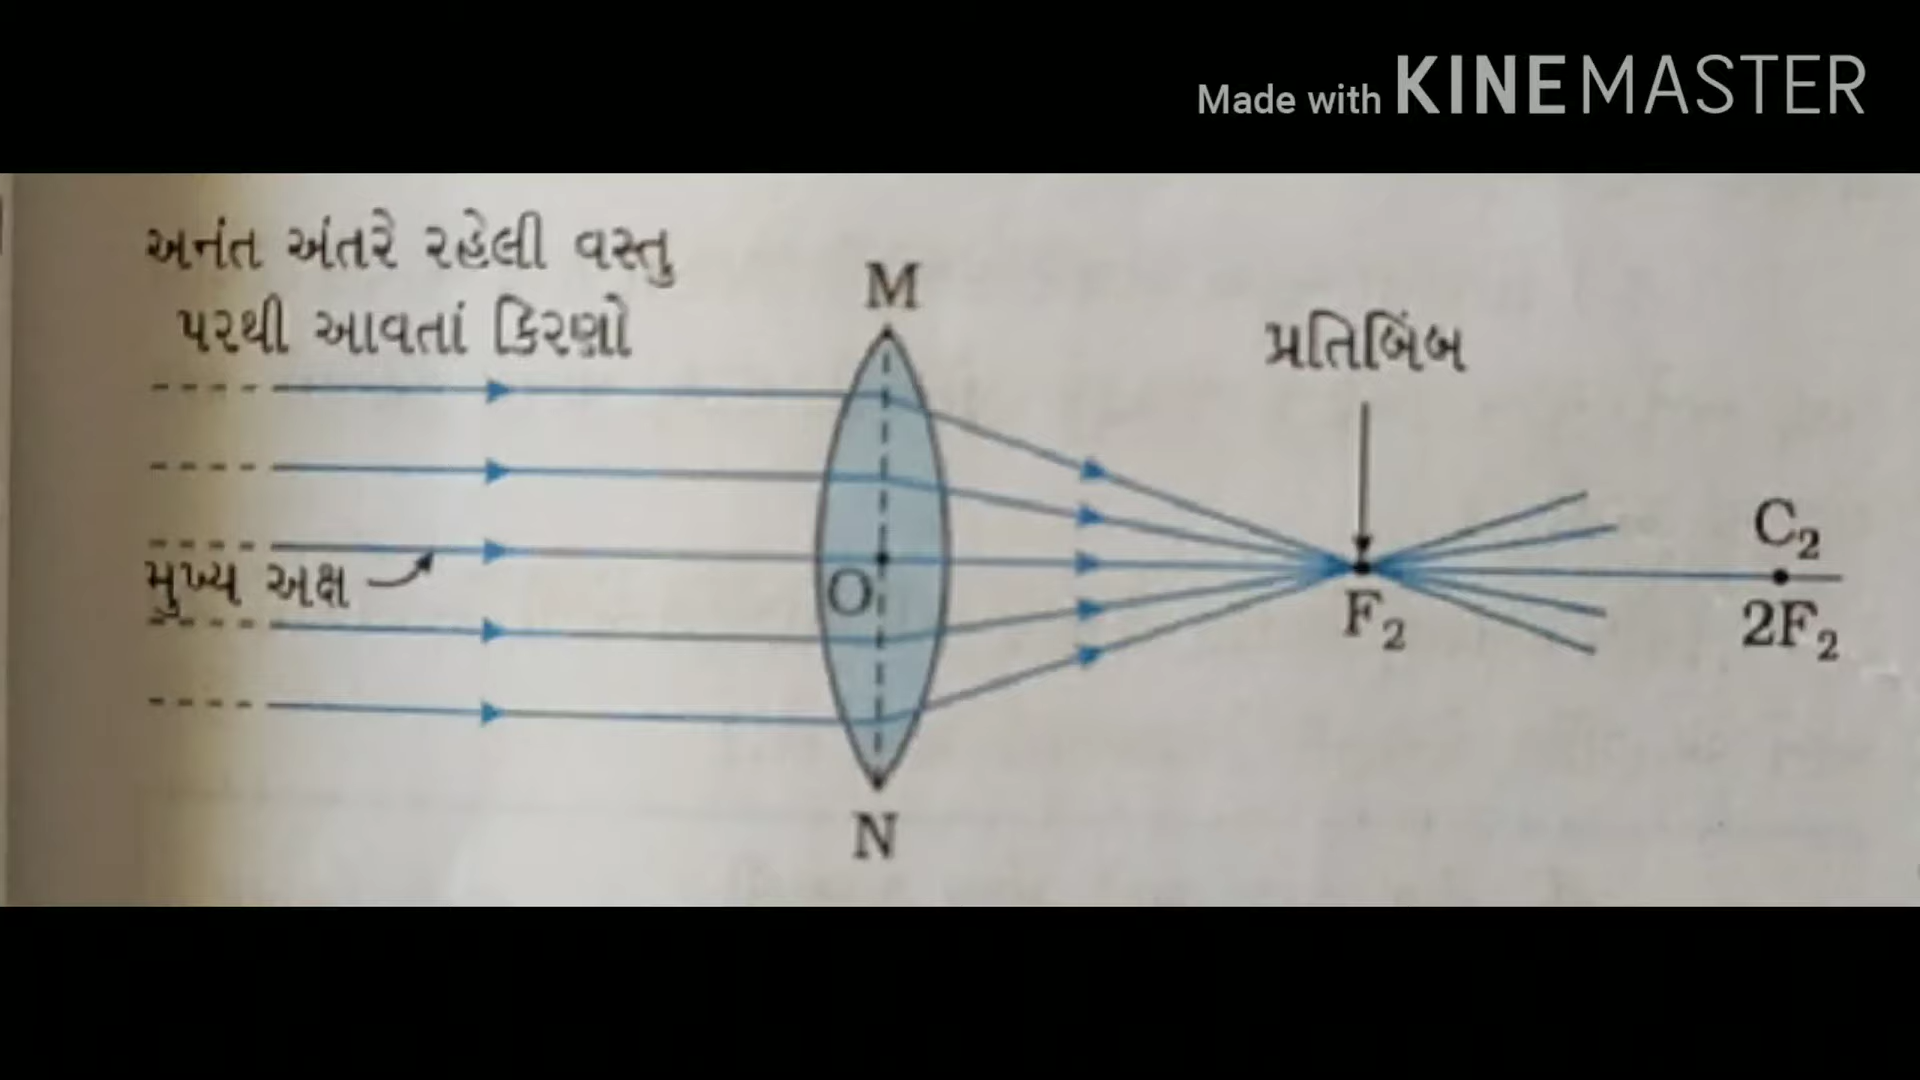 Made with KINEMASTER
અનંત અંતરે રહેલી વસ્તુ
પરથી આવતાં કિરણો
M
પ્રતિબિંબ
મુખ્ય અક્ષ
O
F₂
C₂
2F₂
N